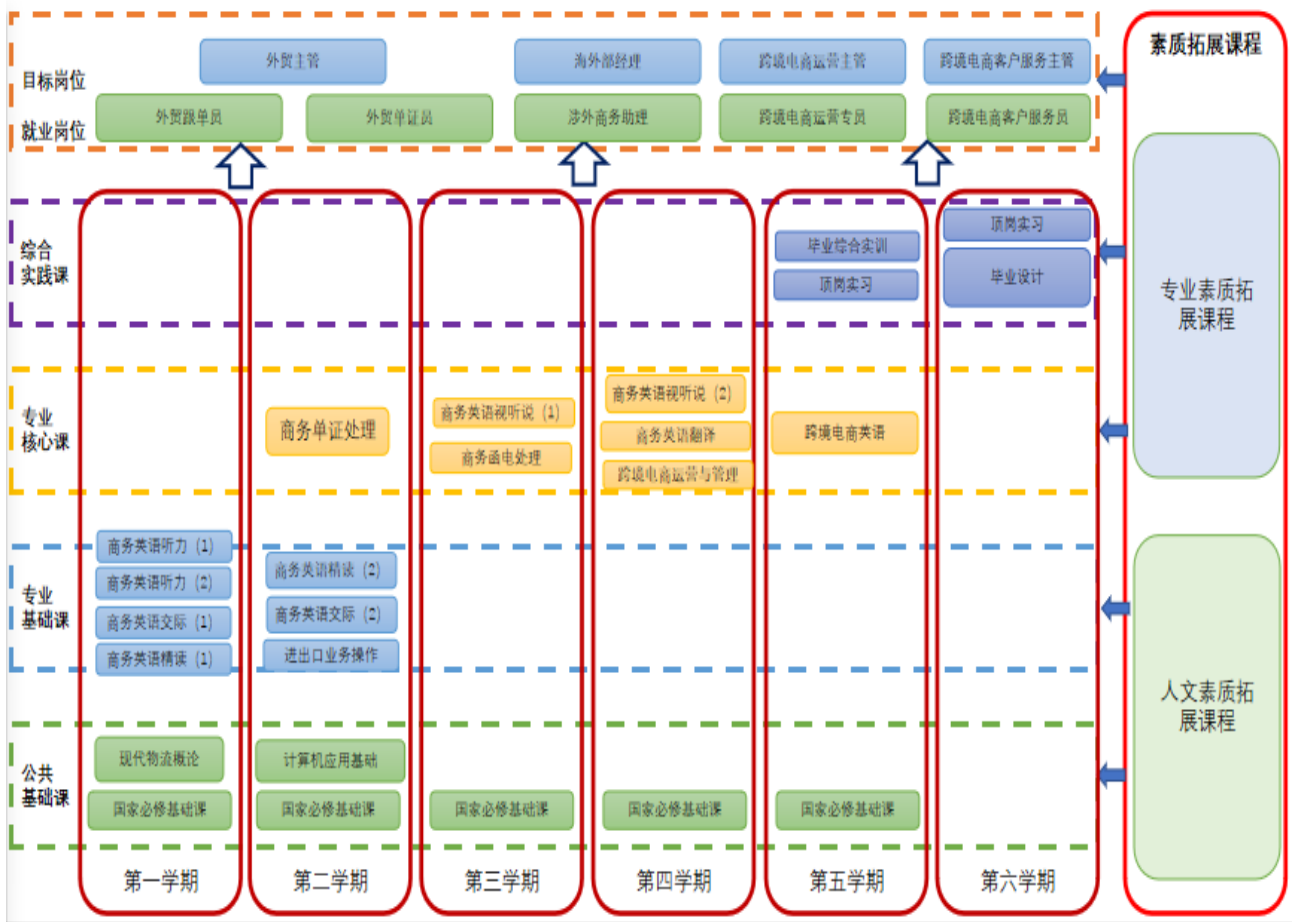 素质拓展课程
外贸主管
海外部经理
跨境电商运营主管
跨境电商客户服务主管
目标岗位
外贸跟单员
外贸单证员
涉外商务助理
跨境电商运营专员
跨境电商客户服务员
就业岗位
综合
实践课
毕业综合实训
顶岗实习
顶岗实习
毕业设计
专业
核心课
商务单证处理
商务英语视听说 (1)
商务函电处理
商务英语视听说 (2)
商务英语翻译
跨境电商运营与管理
跨境电商英语
专业
基础课
商务英语听力 (1)
商务英语听力 (2)
商务英语交际 (1)
商务英语精读 (1)
商务英语精读 (2)
商务英语交际 (2)
进出口业务操作
公共
基础课
现代物流概论
国家必修基础课
计算机应用基础
国家必修基础课
国家必修基础课
国家必修基础课
国家必修基础课
第一学期
第二学期
第三学期
第四学期
第五学期
第六学期
专业素质拓
展课程
人文素质拓
展课程